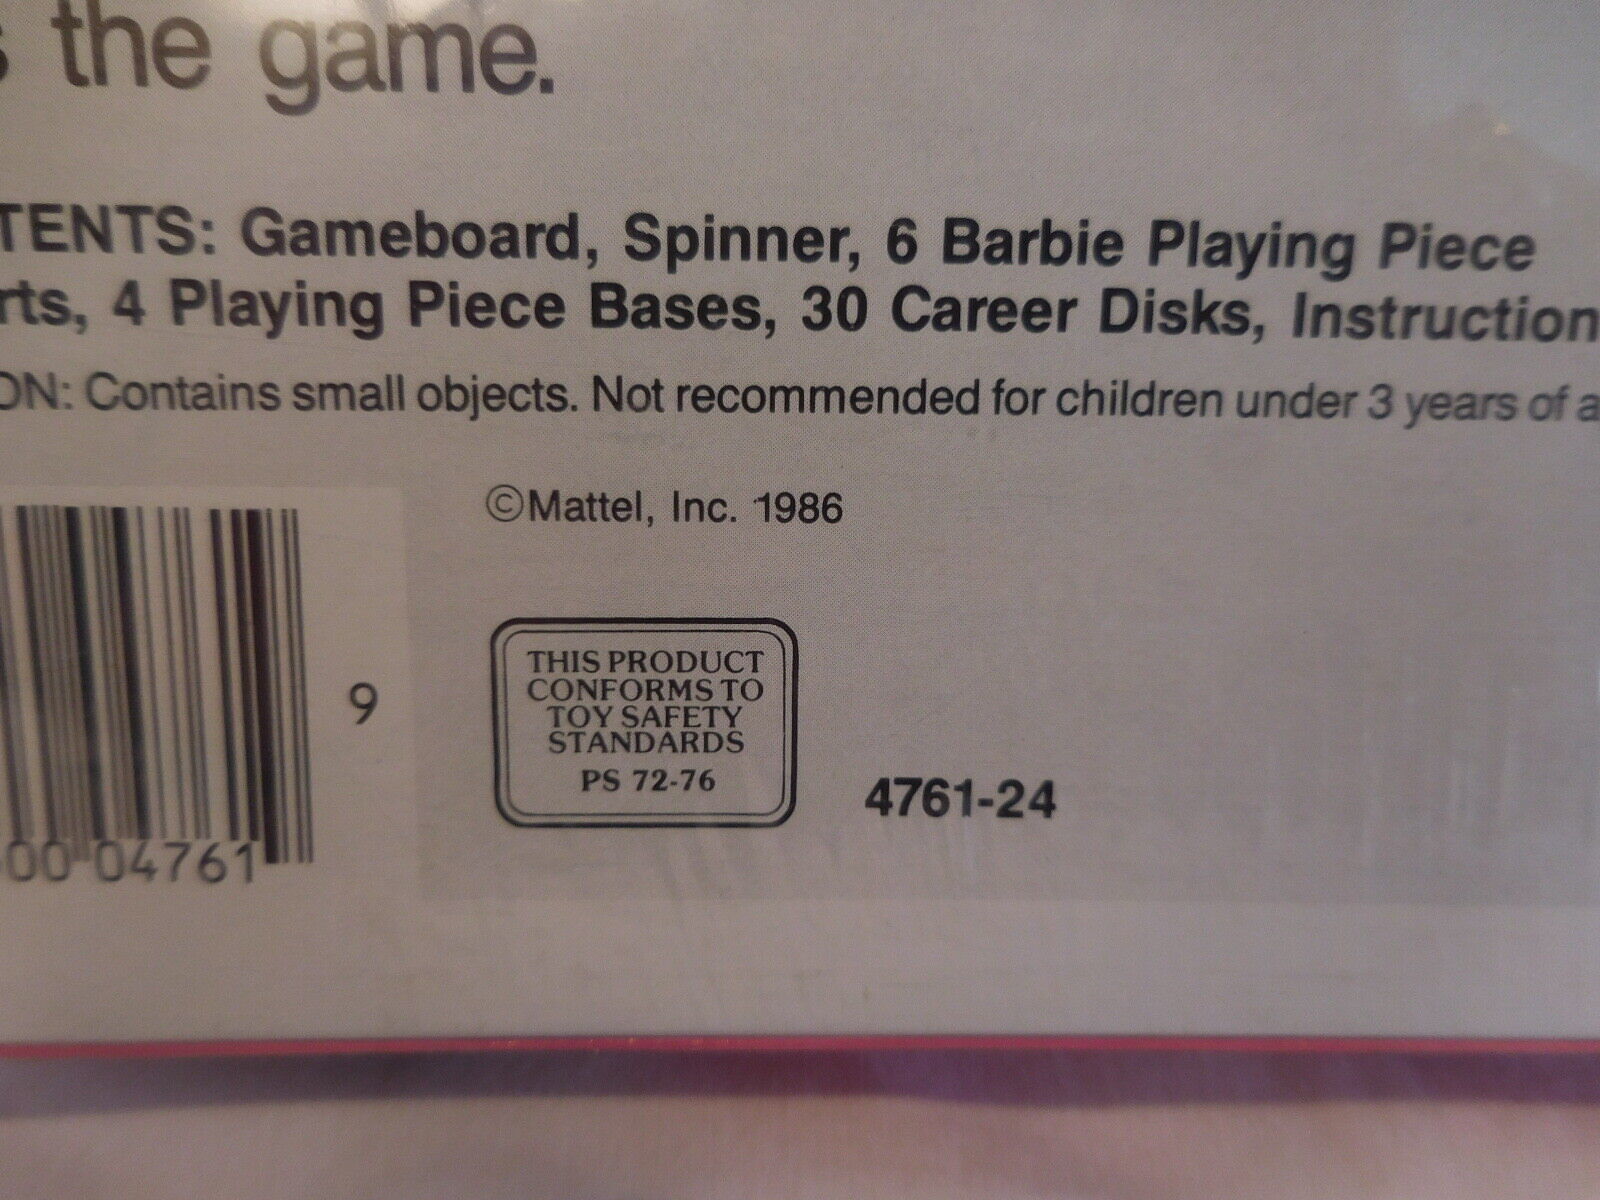 the game.
TENTS: Gameboard, Spinner, 6 Barbie Playing Piece
rts, 4 Playing Piece Bases, 30 Career Disks, Instruction
ON: Contains small objects. Not recommended for children under 3 years of a
©Mattel, Inc. 1986
9
THIS PRODUCT
CONFORMS TO
TOY SAFETY
STANDARDS
PS 72-76
4761-24
00 04761